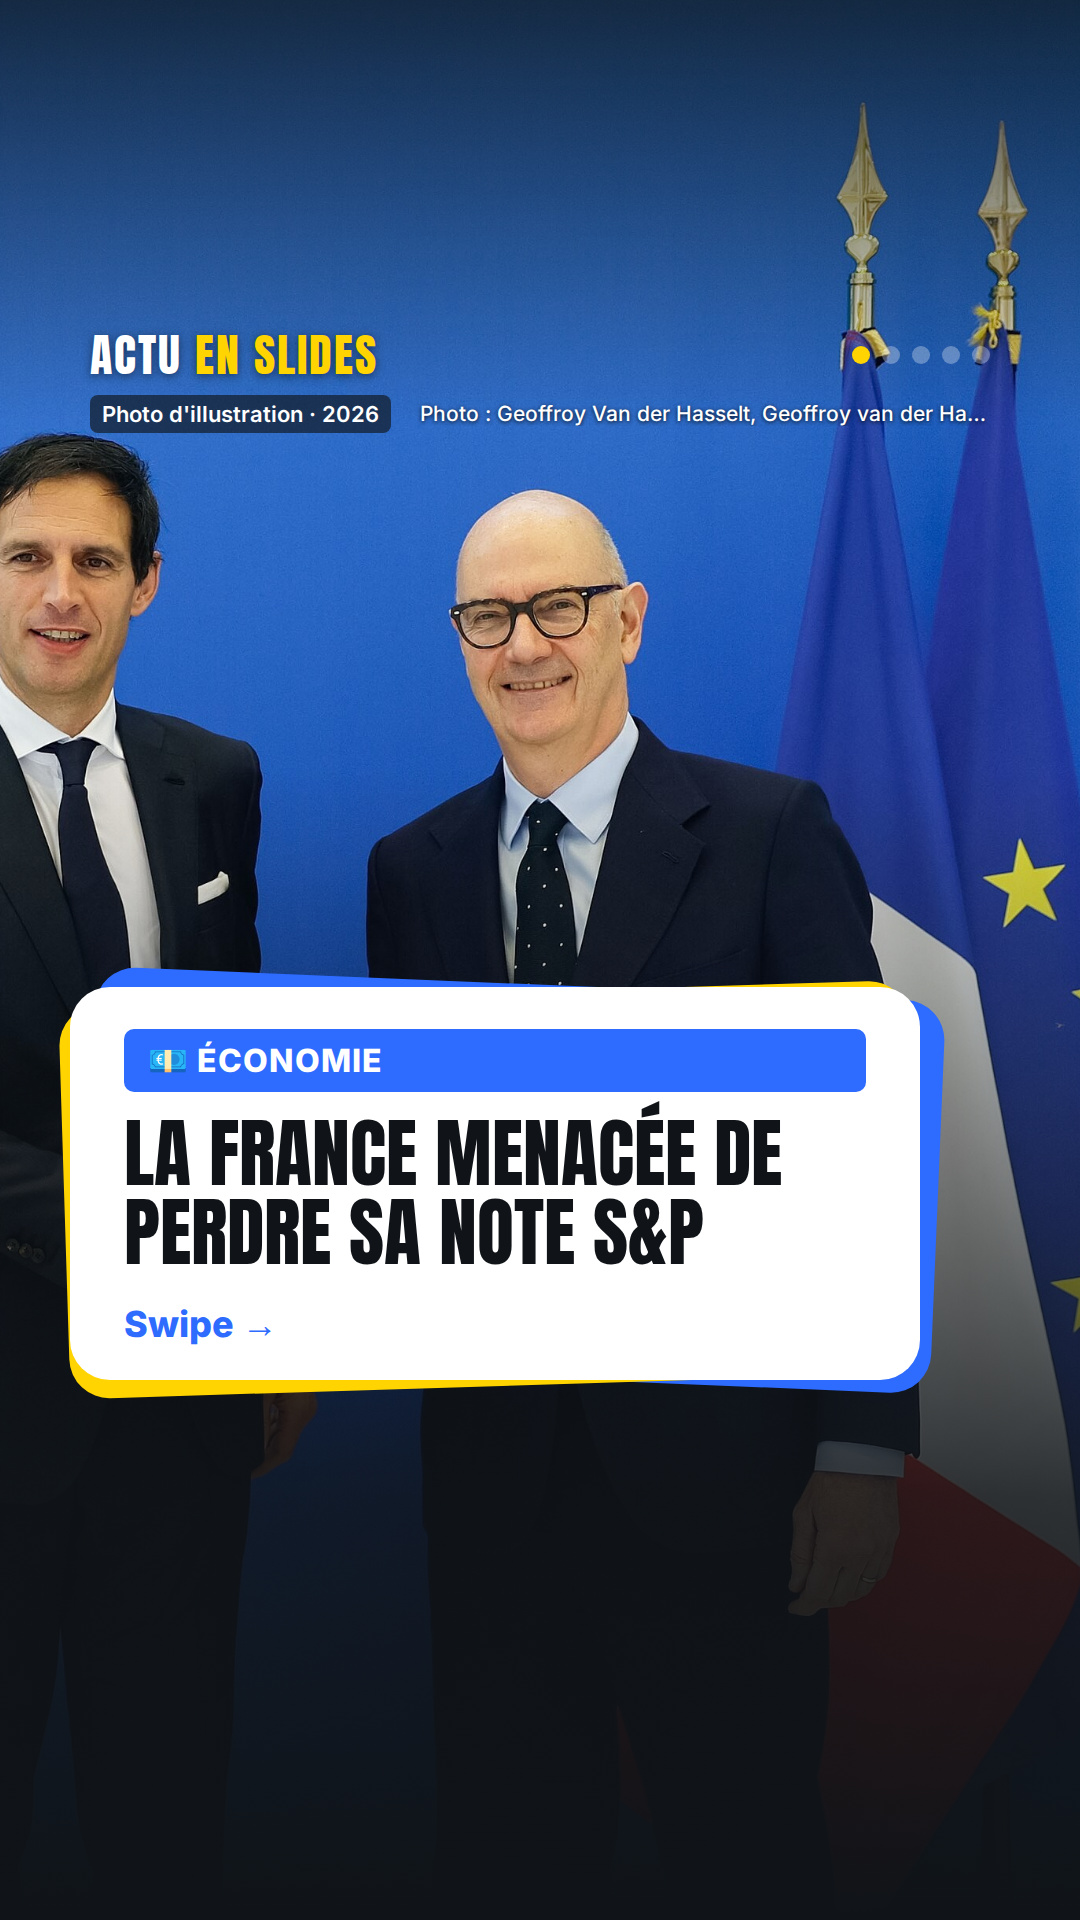 ACTU EN SLIDES
Photo d'illustration · 2026
Photo : Geoffroy Van der Hasselt, Geoffroy van der Ha...
ÉCONOMIE
LA FRANCE MENACÉE DE
PERDRE SA NOTE S&P
Swipe →